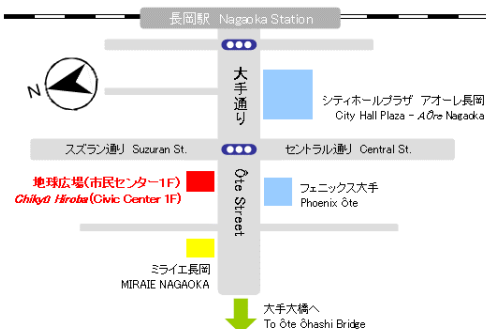 長岡駅 Nagaoka Station
N
大手通り
シティホールプラザ アオーレ長岡
City Hall Plaza - AÔre Nagaoka
スズラン通り Suzuran St.
セントラル通り Central St.
地球広場(市民センター1F)
Chikyū Hiroba(Civic Center 1F)
Ôte Street
フェニックス大手
Phoenix Ôte
ミライエ長岡
MIRAIE NAGAOKA
大手大橋へ
To Ôte Ôhashi Bridge